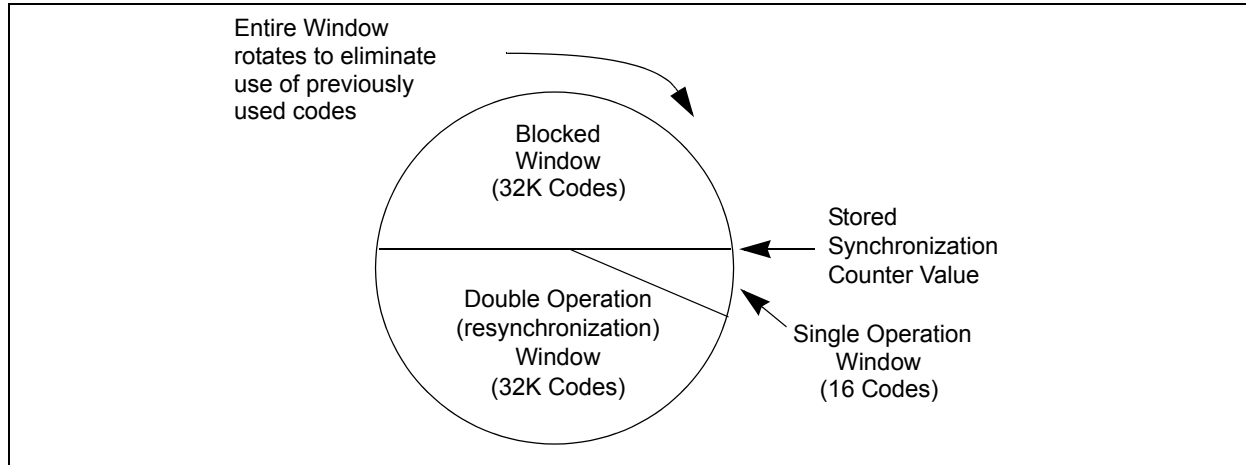 Entire Window
rotates to eliminate
use of previously
used codes
Blocked
Window
(32K Codes)
Stored
Synchronization
Counter Value
Double Operation
(resynchronization)
Window
(32K Codes)
Single Operation
Window
(16 Codes)